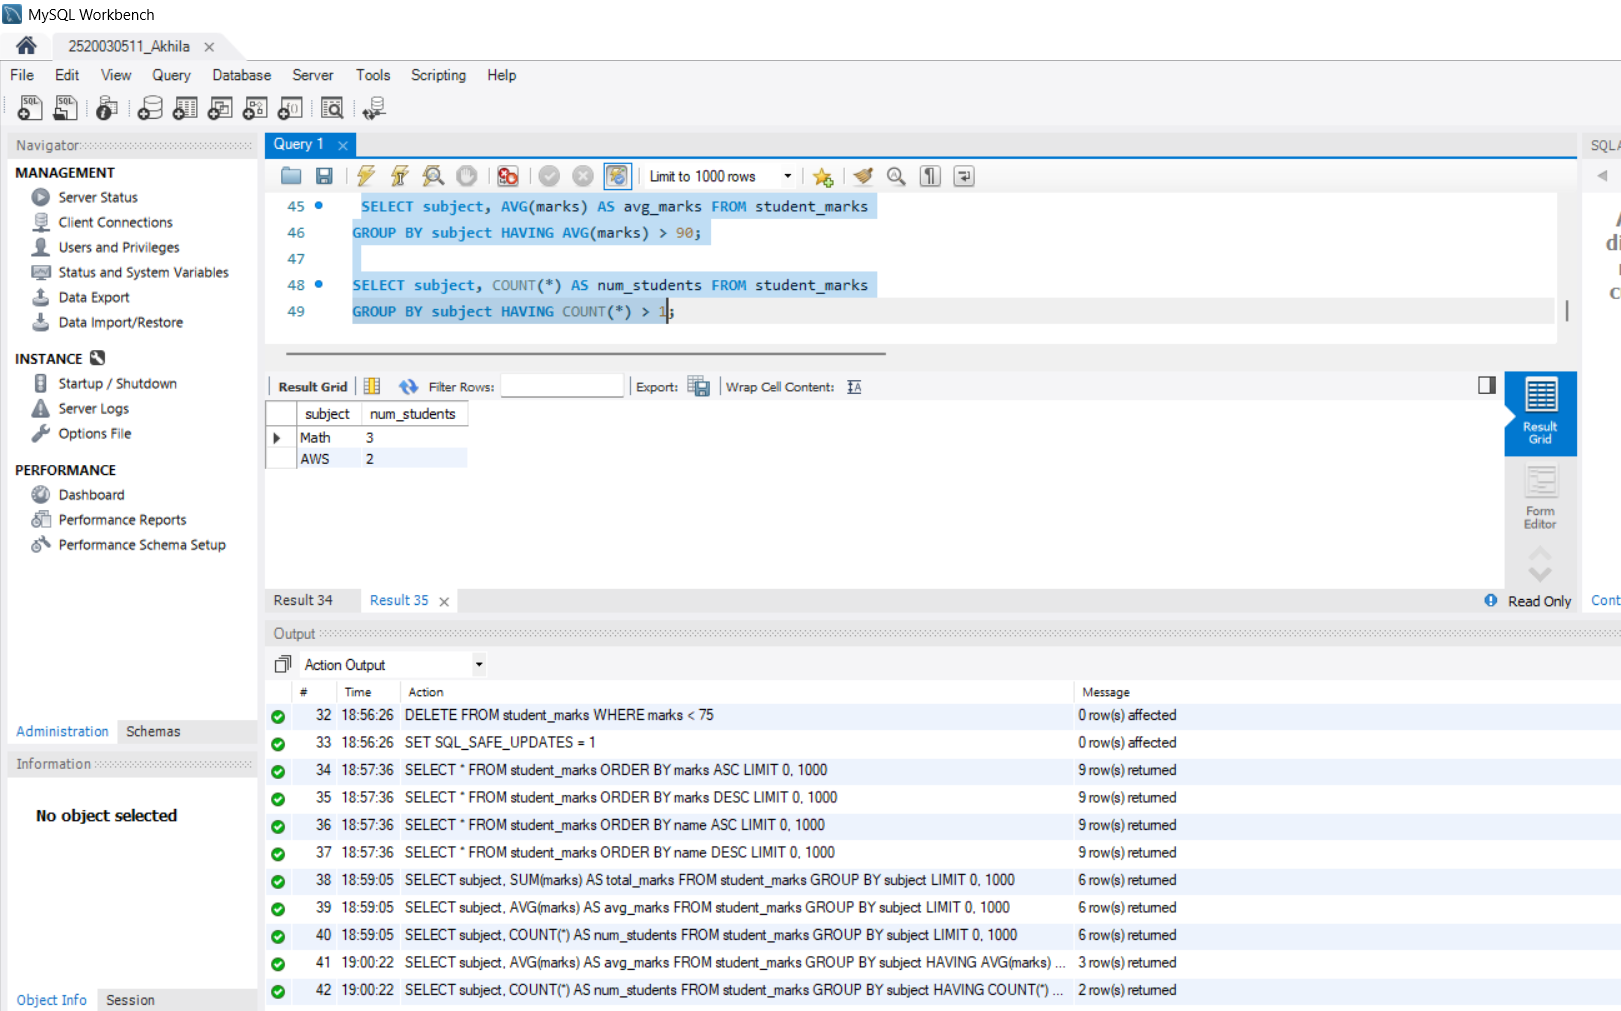 MySQL Workbench
2520030511_Akhila
File Edit View Query Database Server Tools Scripting Help
Navigator
MANAGEMENT
Server Status
Client Connections
Users and Privileges
Status and System Variables
Data Export
Data Import/Restore
INSTANCE
Startup / Shutdown
Server Logs
Options File
PERFORMANCE
Dashboard
Performance Reports
Performance Schema Setup
Administration Schemas
Information
No object selected
Object Info Session
Query 1
Limit to 1000 rows
45 SELECT subject, AVG(marks) AS avg_marks FROM student_marks
46 GROUP BY subject HAVING AVG(marks) > 90;
47
48 SELECT subject, COUNT(*) AS num_students FROM student_marks
49 GROUP BY subject HAVING COUNT(*) > 1;
Result Grid Filter Rows: Export: Wrap Cell Content:
subject num_students
Math 3
AWS 2
Result
Grid
Form
Editor
Result 34 Result 35 Read Only
Output
Action Output
# Time Action Message
32 18:56:26 DELETE FROM student_marks WHERE marks < 75 0 row(s) affected
33 18:56:26 SET SQL_SAFE_UPDATES = 1 0 row(s) affected
34 18:57:36 SELECT * FROM student_marks ORDER BY marks ASC LIMIT 0, 1000 9 row(s) returned
35 18:57:36 SELECT * FROM student_marks ORDER BY marks DESC LIMIT 0, 1000 9 row(s) returned
36 18:57:36 SELECT * FROM student_marks ORDER BY name ASC LIMIT 0, 1000 9 row(s) returned
37 18:57:36 SELECT * FROM student_marks ORDER BY name DESC LIMIT 0, 1000 9 row(s) returned
38 18:59:05 SELECT subject, SUM(marks) AS total_marks FROM student_marks GROUP BY subject LIMIT 0, 1000 6 row(s) returned
39 18:59:05 SELECT subject, AVG(marks) AS avg_marks FROM student_marks GROUP BY subject LIMIT 0, 1000 6 row(s) returned
40 18:59:05 SELECT subject, COUNT(*) AS num_students FROM student_marks GROUP BY subject LIMIT 0, 1000 6 row(s) returned
41 19:00:22 SELECT subject, AVG(marks) AS avg_marks FROM student_marks GROUP BY subject HAVING AVG(marks) ... 3 row(s) returned
42 19:00:22 SELECT subject, COUNT(*) AS num_students FROM student_marks GROUP BY subject HAVING COUNT(*) ... 2 row(s) returned